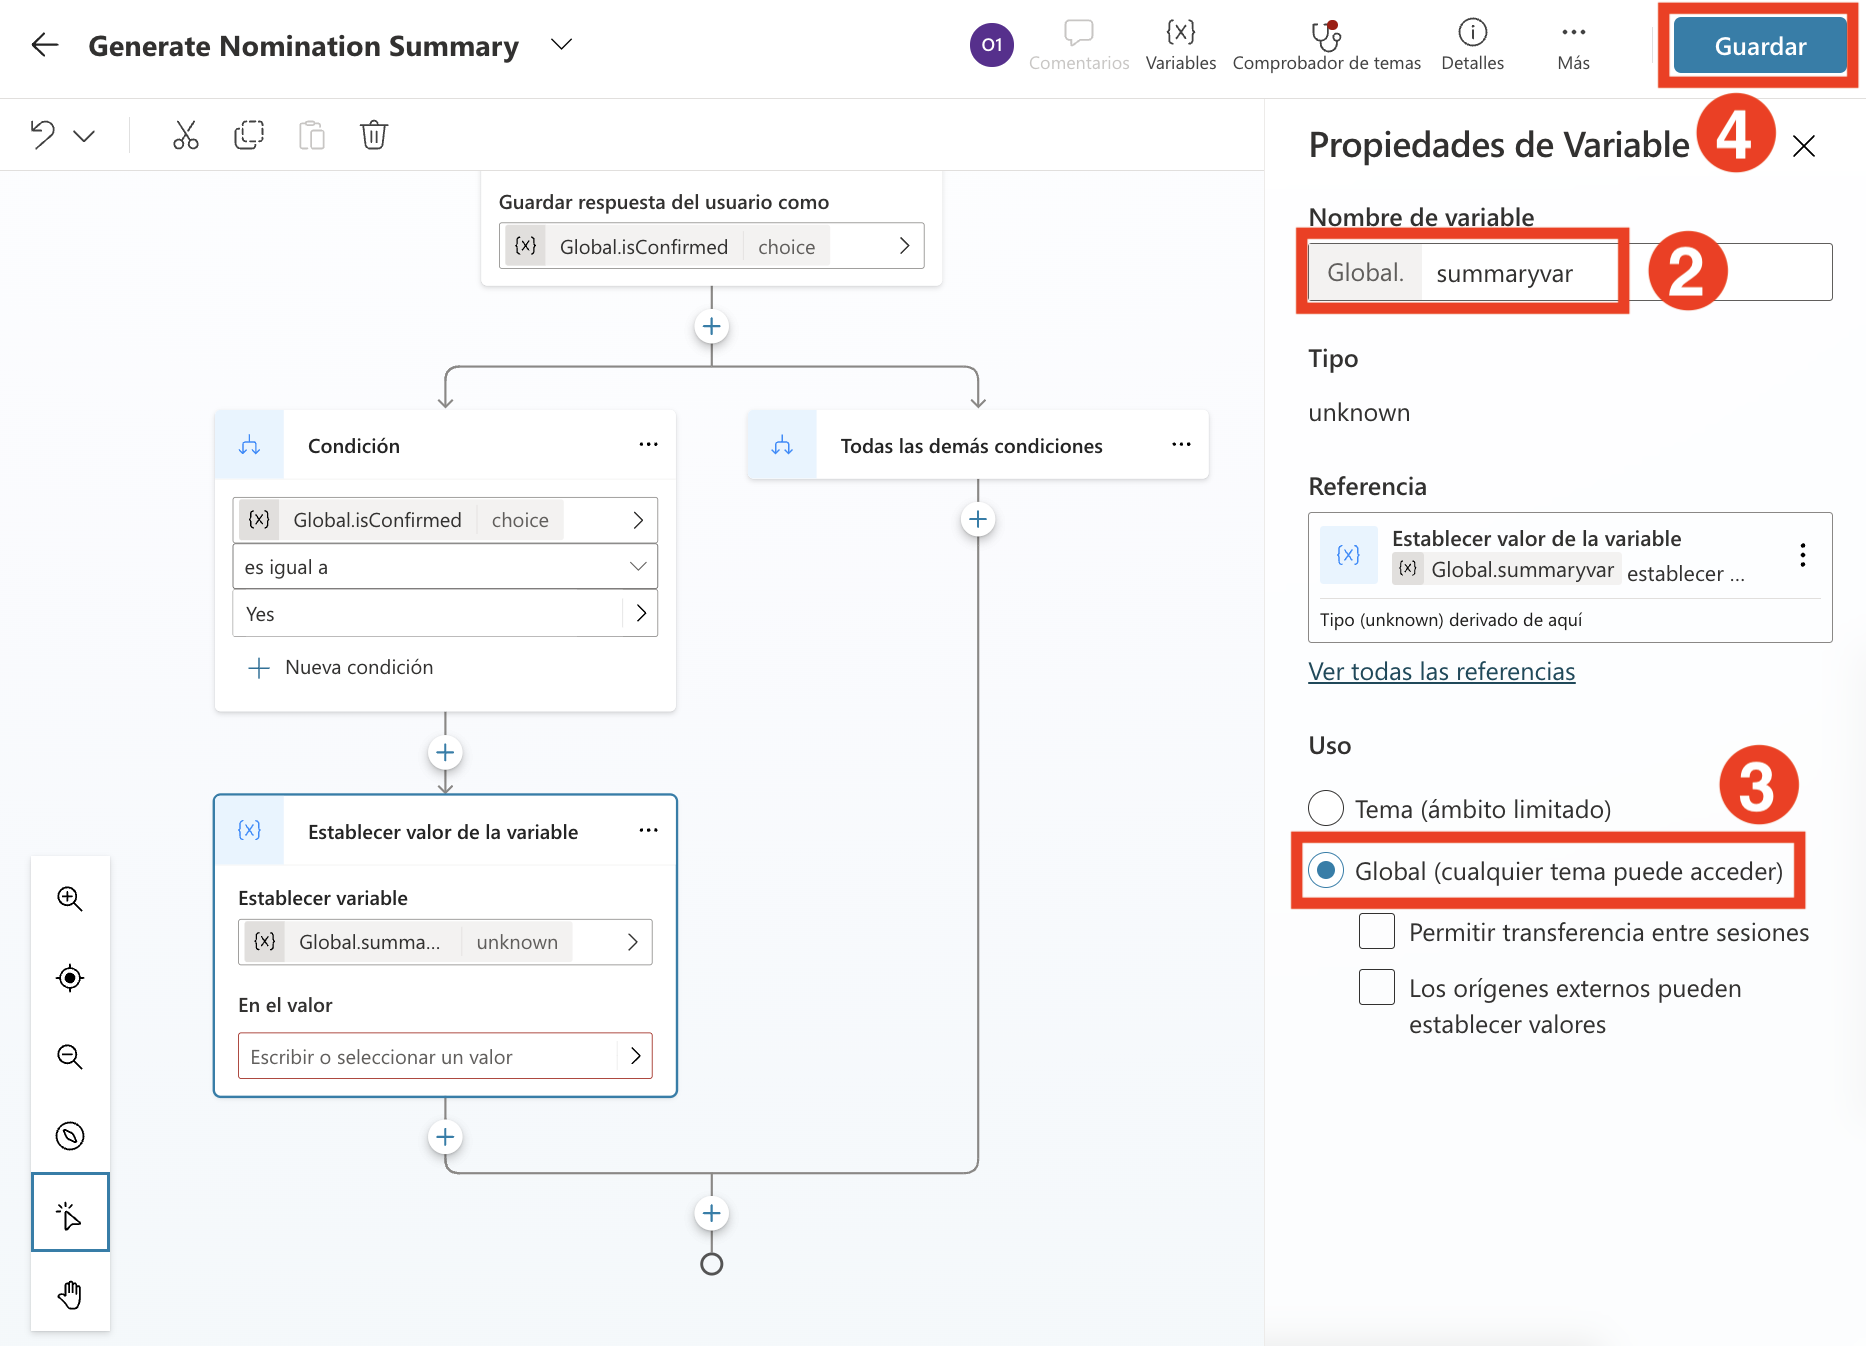 Generate Nomination Summary
O1
Comentarios
{x}
Variables
Comprobador de temas
Detalles
Más
Guardar
4
Guardar respuesta del usuario como
{x} Global.isConfirmed choice
Condición
Todas las demás condiciones
{x} Global.isConfirmed choice
es igual a
Yes
Nueva condición
{x} Establecer valor de la variable
Establecer variable
{x} Global.summa... unknown
En el valor
Escribir o seleccionar un valor
Propiedades de Variable
Nombre de variable
Global. summaryvar
2
Tipo
unknown
Referencia
{x} Establecer valor de la variable
{x} Global.summaryvar establecer ...
Tipo (unknown) derivado de aquí
Ver todas las referencias
Uso
3
Tema (ámbito limitado)
Global (cualquier tema puede acceder)
Permitir transferencia entre sesiones
Los orígenes externos pueden
establecer valores